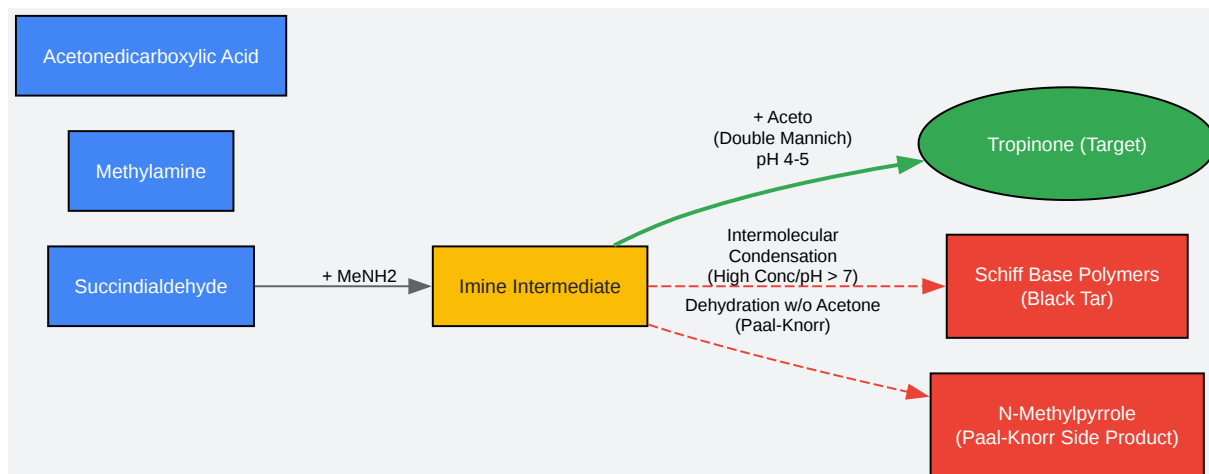 Acetonedicarboxylic Acid
Methylamine
Succindialdehyde
+ MeNH2
Imine Intermediate
+ Aceto
(Double Mannich)
pH 4-5
Tropinone (Target)
Intermolecular
Condensation
(High Conc/pH > 7)
Schiff Base Polymers
(Black Tar)
Dehydration w/o Acetone
(Paal-Knorr)
N-Methylpyrrole
(Paal-Knorr Side Product)